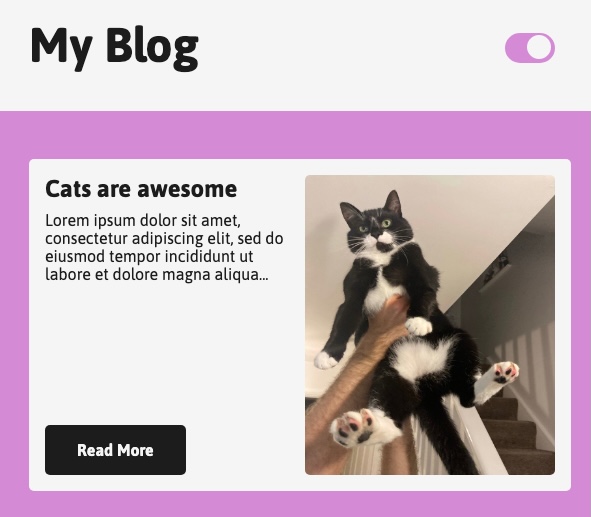 My Blog
Cats are awesome
Lorem ipsum dolor sit amet,
consectetur adipiscing elit, sed do
eiusmod tempor incididunt ut
labore et dolore magna aliqua...
Read More